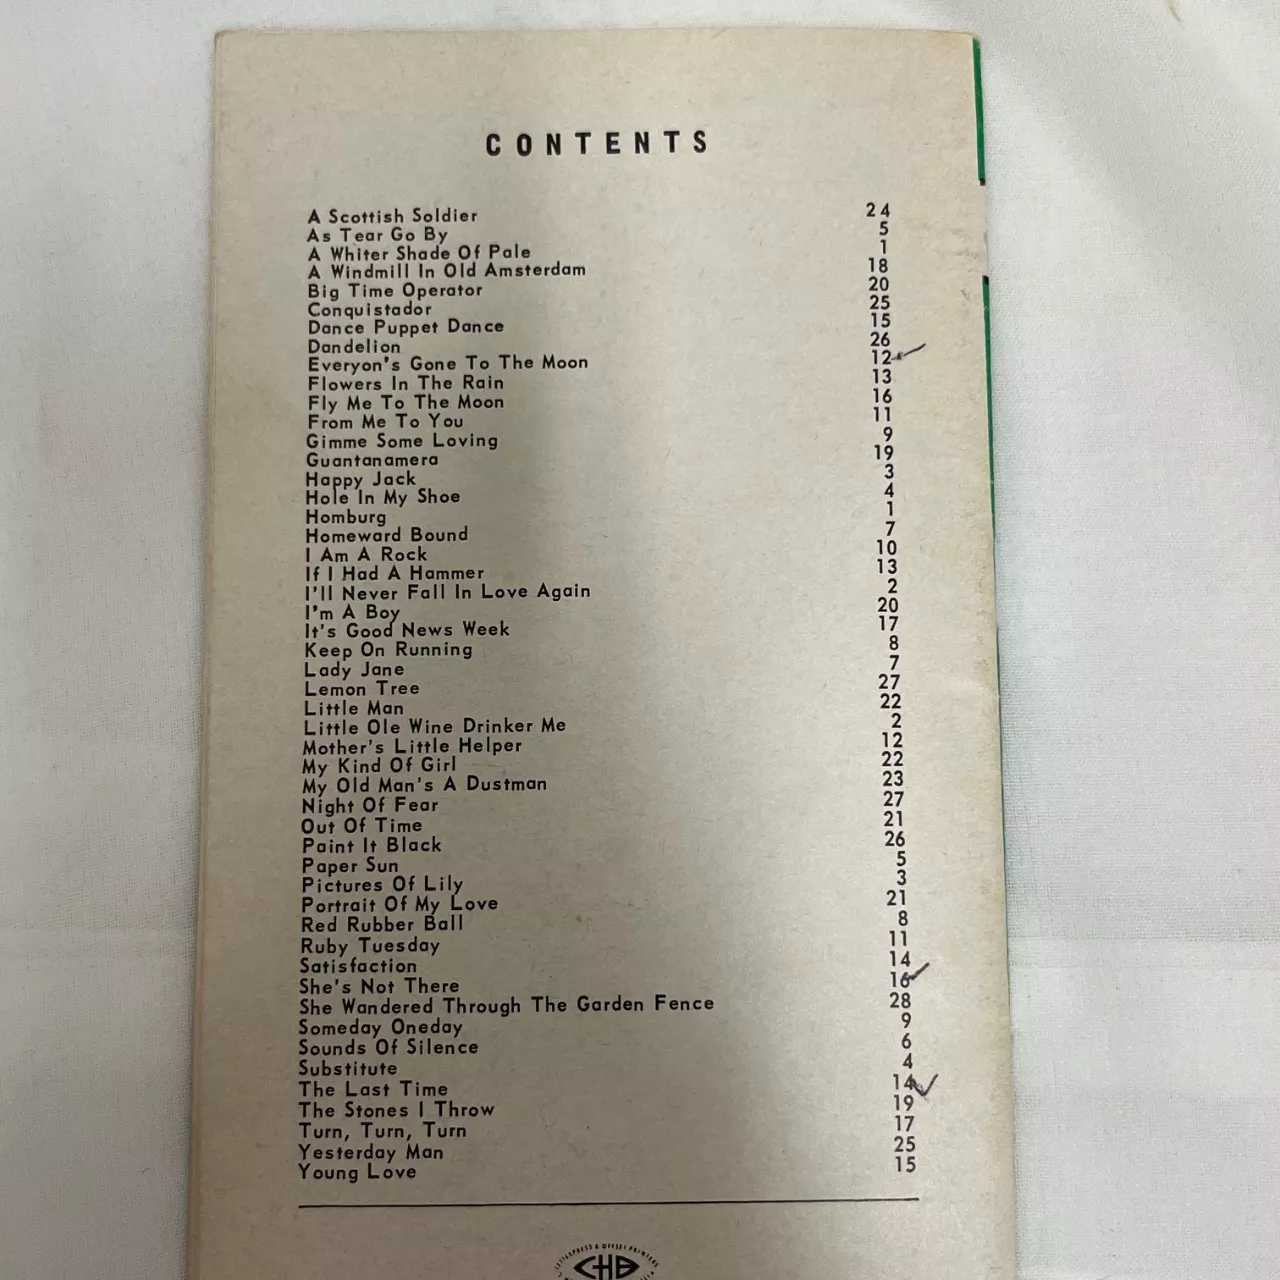 CONTENTS
A Scottish Soldier 24
As Tear Go By 5
A Whiter Shade Of Pale 1
A Windmill In Old Amsterdam 18
Big Time Operator 20
Conquistador 25
Dance Puppet Dance 15
Dandelion 26
Everyon's Gone To The Moon 12
Flowers In The Rain 13
Fly Me To The Moon 16
From Me To You 11
Gimme Some Loving 9
Guantanamera 19
Happy Jack 3
Hole In My Shoe 4
Homburg 1
Homeward Bound 7
I Am A Rock 10
If I Had A Hammer 13
I'll Never Fall In Love Again 2
I'm A Boy 20
It's Good News Week 17
Keep On Running 8
Lady Jane 7
Lemon Tree 27
Little Man 22
Little Ole Wine Drinker Me 2
Mother's Little Helper 12
My Kind Of Girl 22
My Old Man's A Dustman 23
Night Of Fear 27
Out Of Time 21
Paint It Black 26
Paper Sun 5
Pictures Of Lily 3
Portrait Of My Love 21
Red Rubber Ball 8
Ruby Tuesday 11
Satisfaction 14
She's Not There 16
She Wandered Through The Garden Fence 28
Someday Oneday 9
Sounds Of Silence 6
Substitute 4
The Last Time 14
The Stones I Throw 19
Turn, Turn, Turn 17
Yesterday Man 25
Young Love 15
LETTERPRESS & OFFSET PRINTERS
CHB